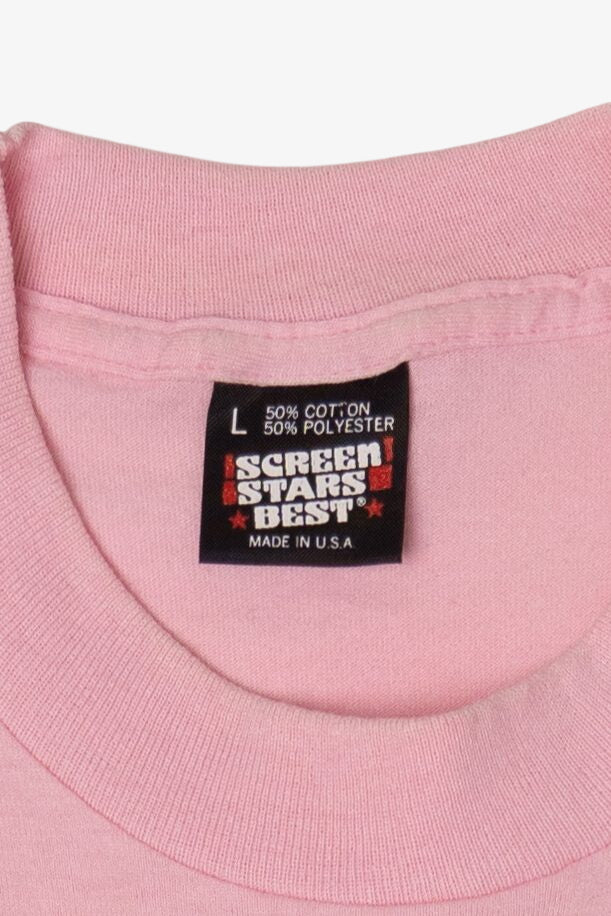 L 50% COTTON
50% POLYESTER
SCREEN
STARS
BEST®
MADE IN U.S.A